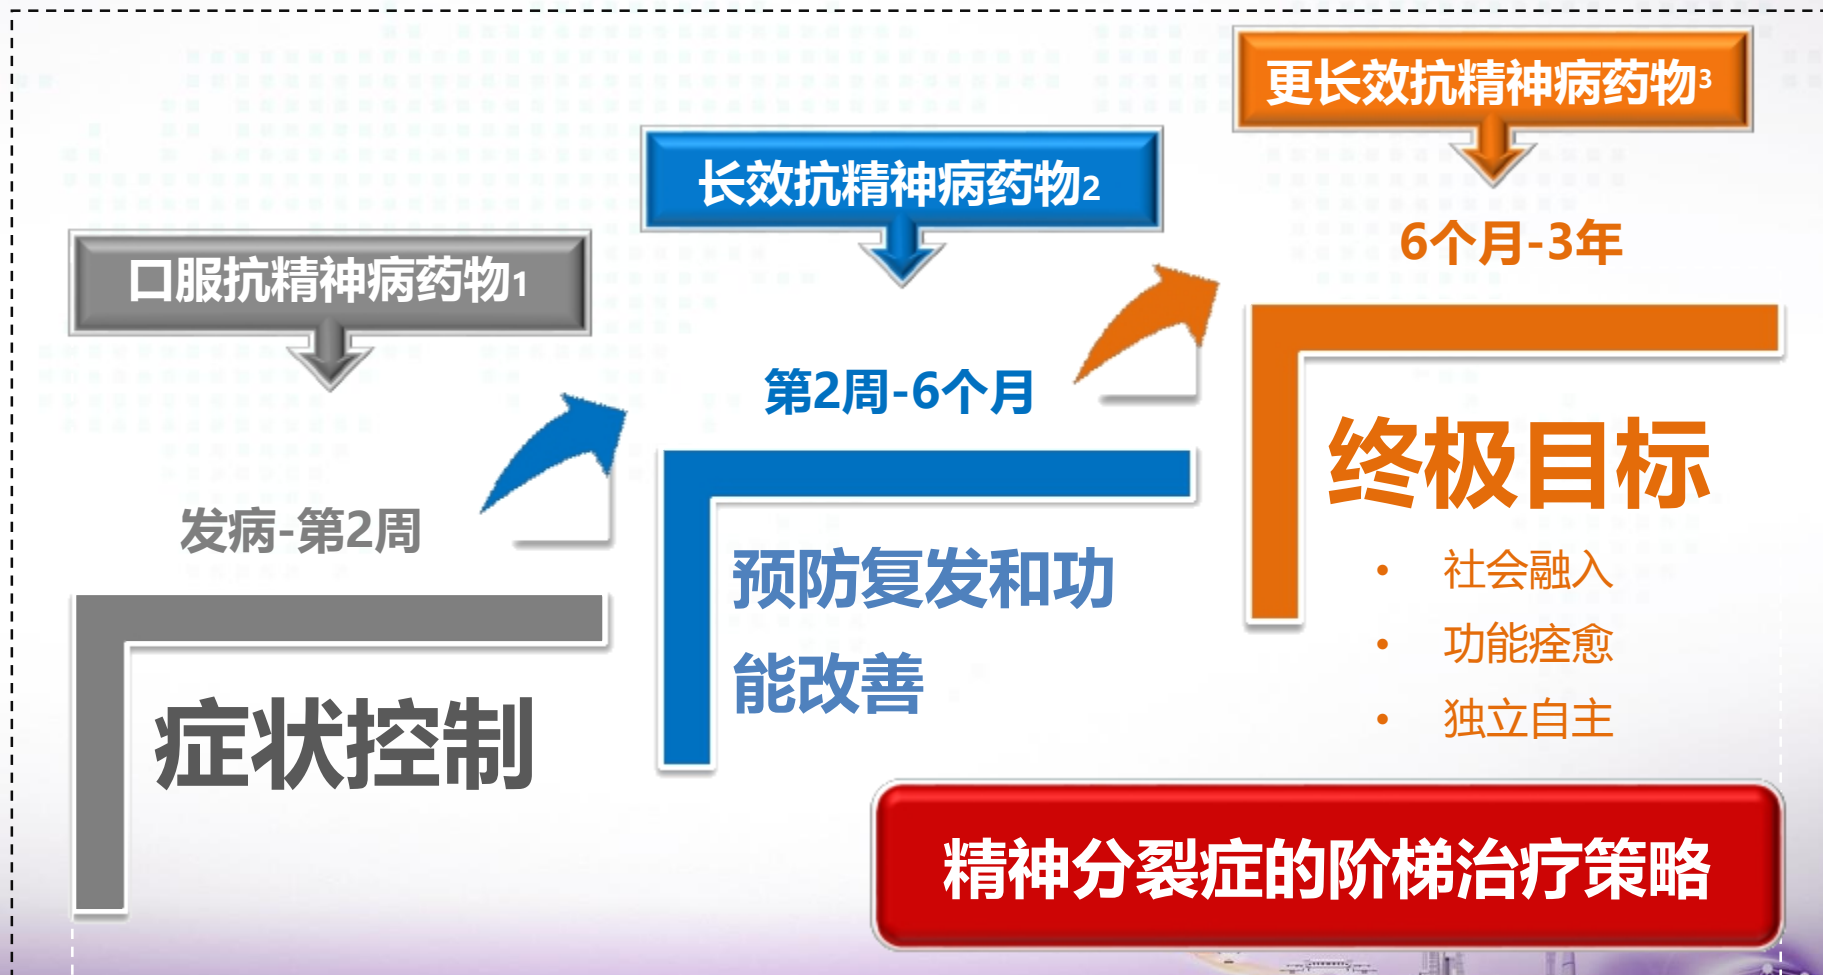 口服抗精神病药物1
发病-第2周
症状控制
长效抗精神病药物2
第2周-6个月
预防复发和功
能改善
更长效抗精神病药物3
6个月-3年
终极目标
• 社会融入
• 功能痊愈
• 独立自主
精神分裂症的阶梯治疗策略